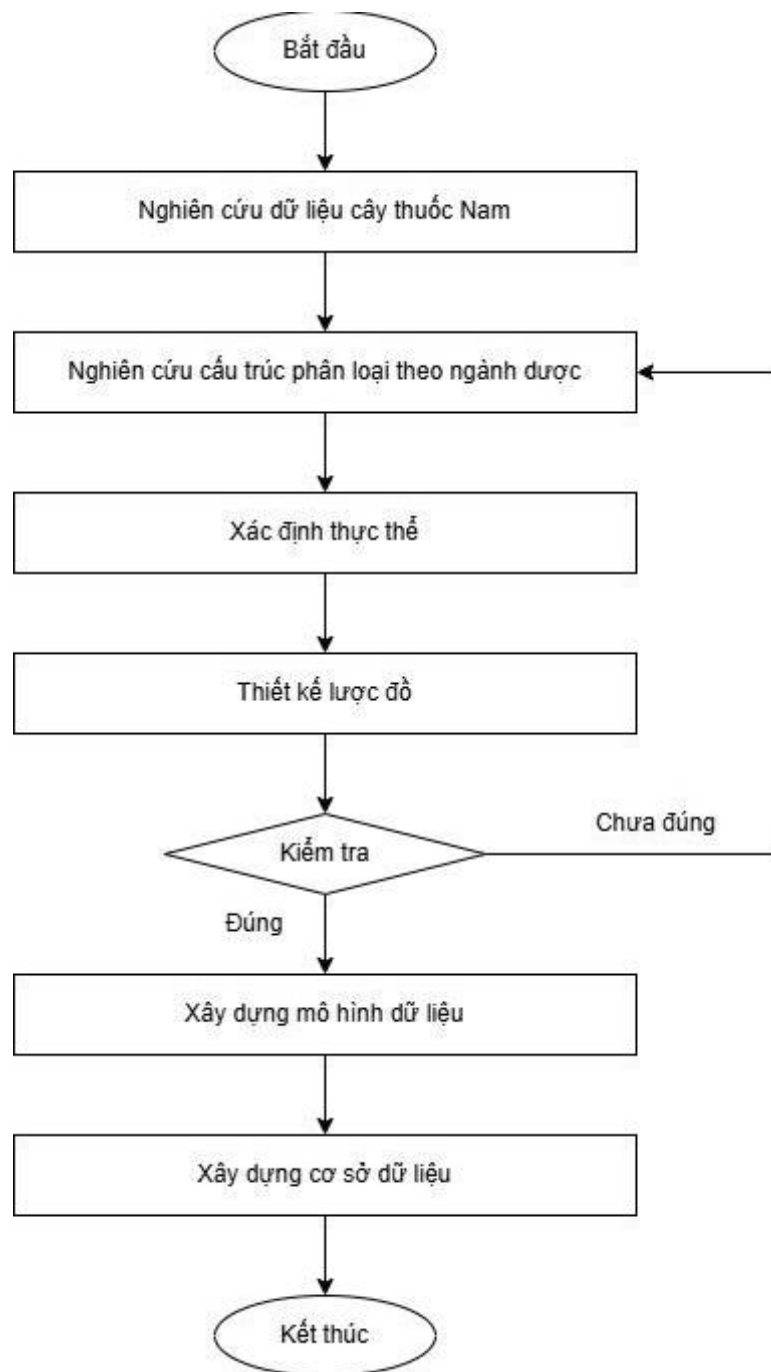 Bắt đầu
Nghiên cứu dữ liệu cây thuốc Nam
Nghiên cứu cấu trúc phân loại theo ngành dược
Xác định thực thể
Thiết kế lược đồ
Kiểm tra
Chưa đúng
Đúng
Xây dựng mô hình dữ liệu
Xây dựng cơ sở dữ liệu
Kết thúc